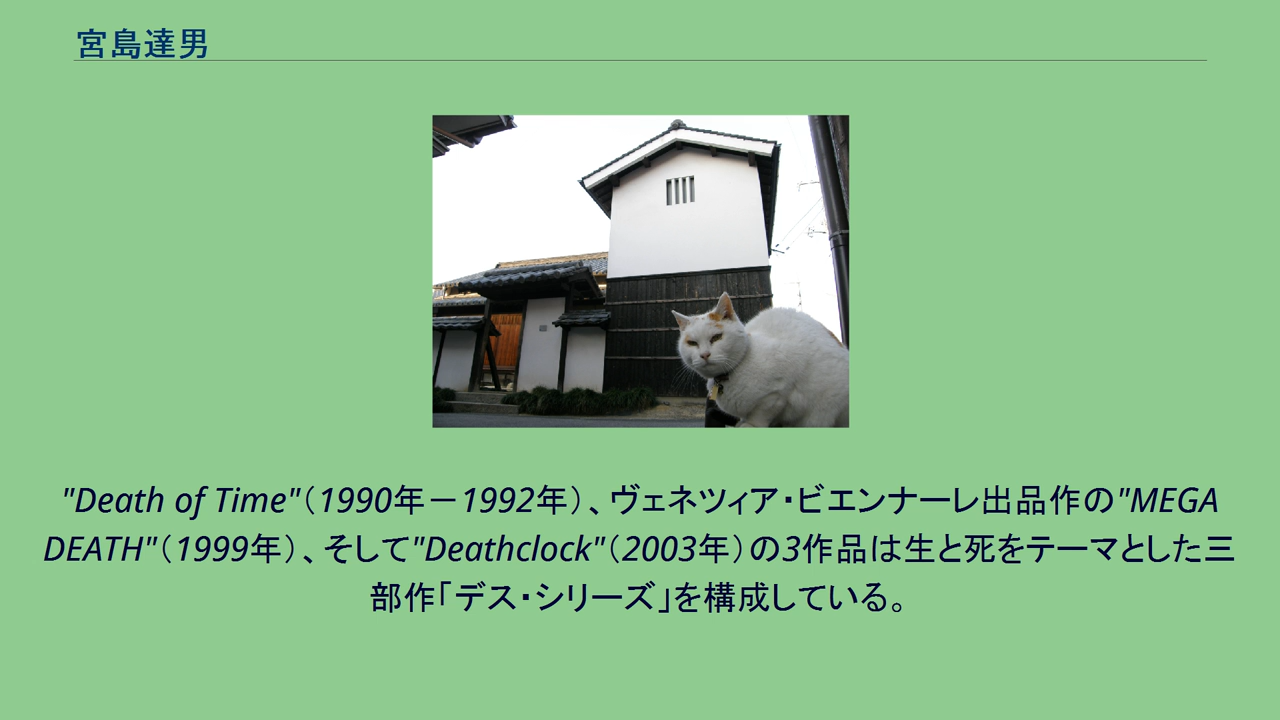 宮島達男
"Death of Time"（1990年－1992年）、ヴェネツィア・ビエンナーレ出品作の"MEGA
DEATH"（1999年）、そして"Deathclock"（2003年）の3作品は生と死をテーマとした三
部作「デス・シリーズ」を構成している。